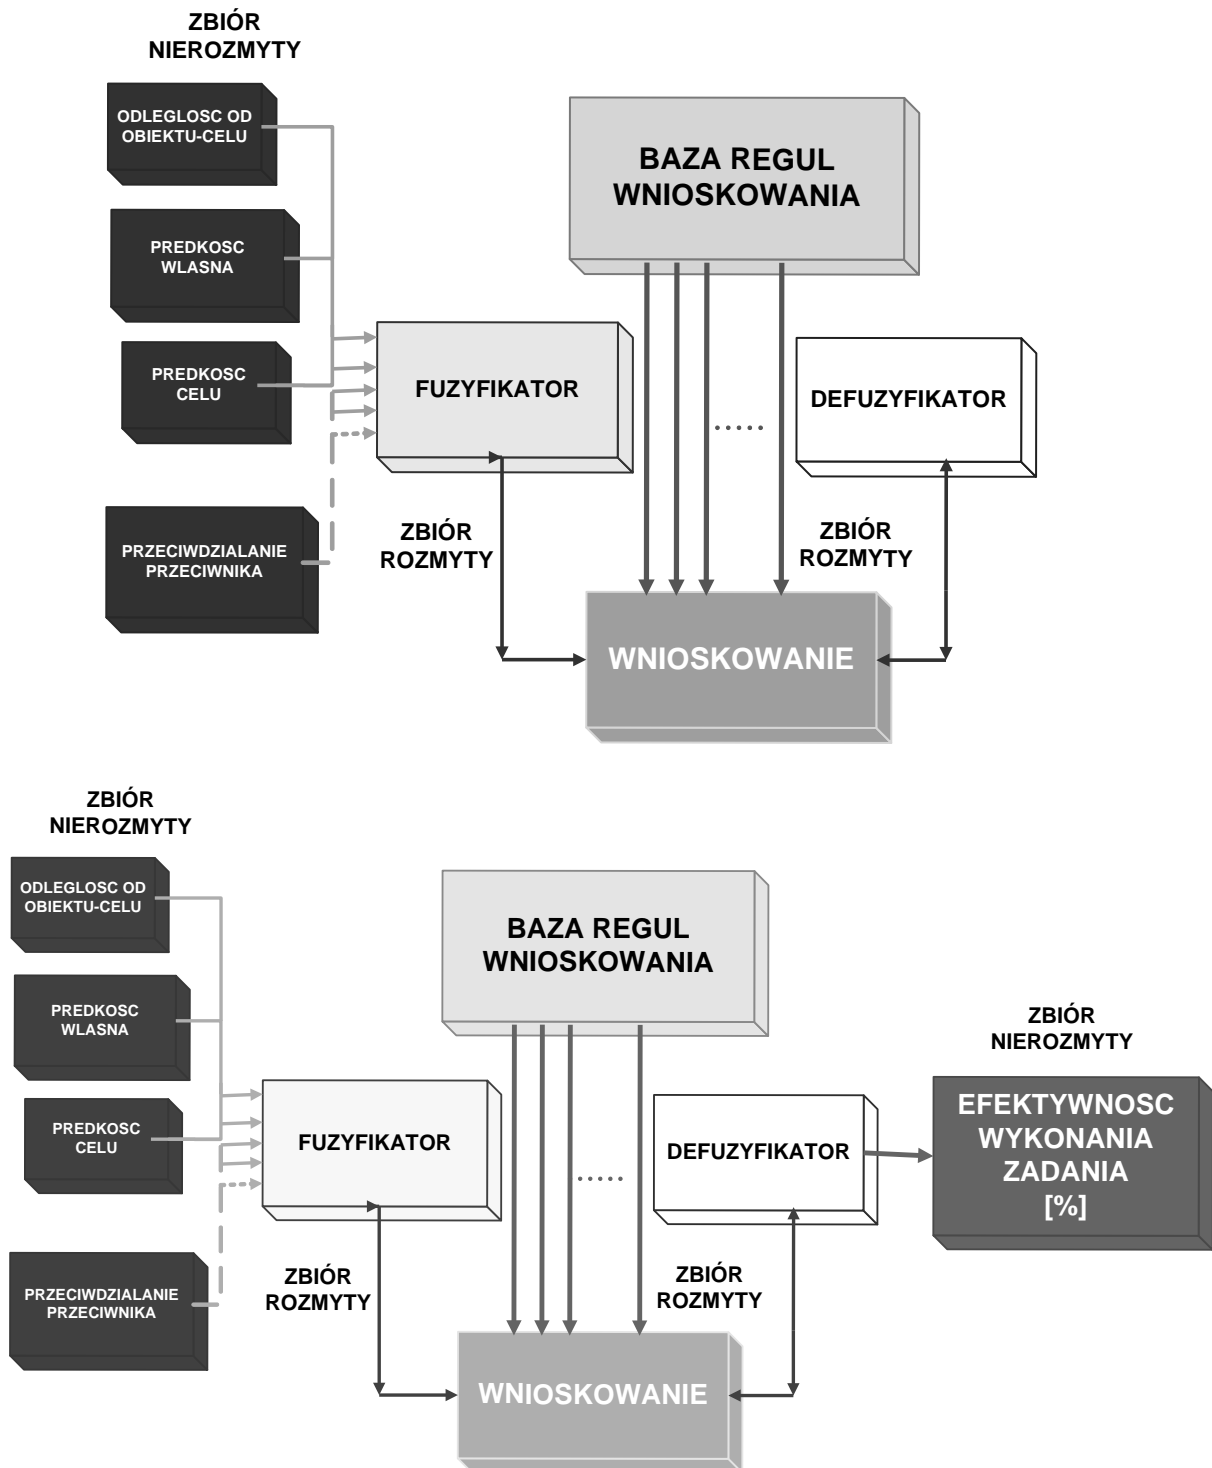 ZBIÓR
NIEROZMYTY
ODLEGLOSC OD
OBIEKTU-CELU
PREDKOSC
WLASNA
PREDKOSC
CELU
PRZECIWDZIALANIE
PRZECIWNIKA
BAZA REGUL
WNIOSKOWANIA
FUZYFIKATOR
.....
DEFUZYFIKATOR
ZBIÓR
ROZMYTY
ZBIÓR
ROZMYTY
WNIOSKOWANIE
ZBIÓR
NIEROZMYTY
ODLEGLOSC OD
OBIEKTU-CELU
PREDKOSC
WLASNA
PREDKOSC
CELU
PRZECIWDZIALANIE
PRZECIWNIKA
BAZA REGUL
WNIOSKOWANIA
FUZYFIKATOR
.....
DEFUZYFIKATOR
ZBIÓR
NIEROZMYTY
EFEKTYWNOSC
WYKONANIA
ZADANIA
[%]
ZBIÓR
ROZMYTY
ZBIÓR
ROZMYTY
WNIOSKOWANIE